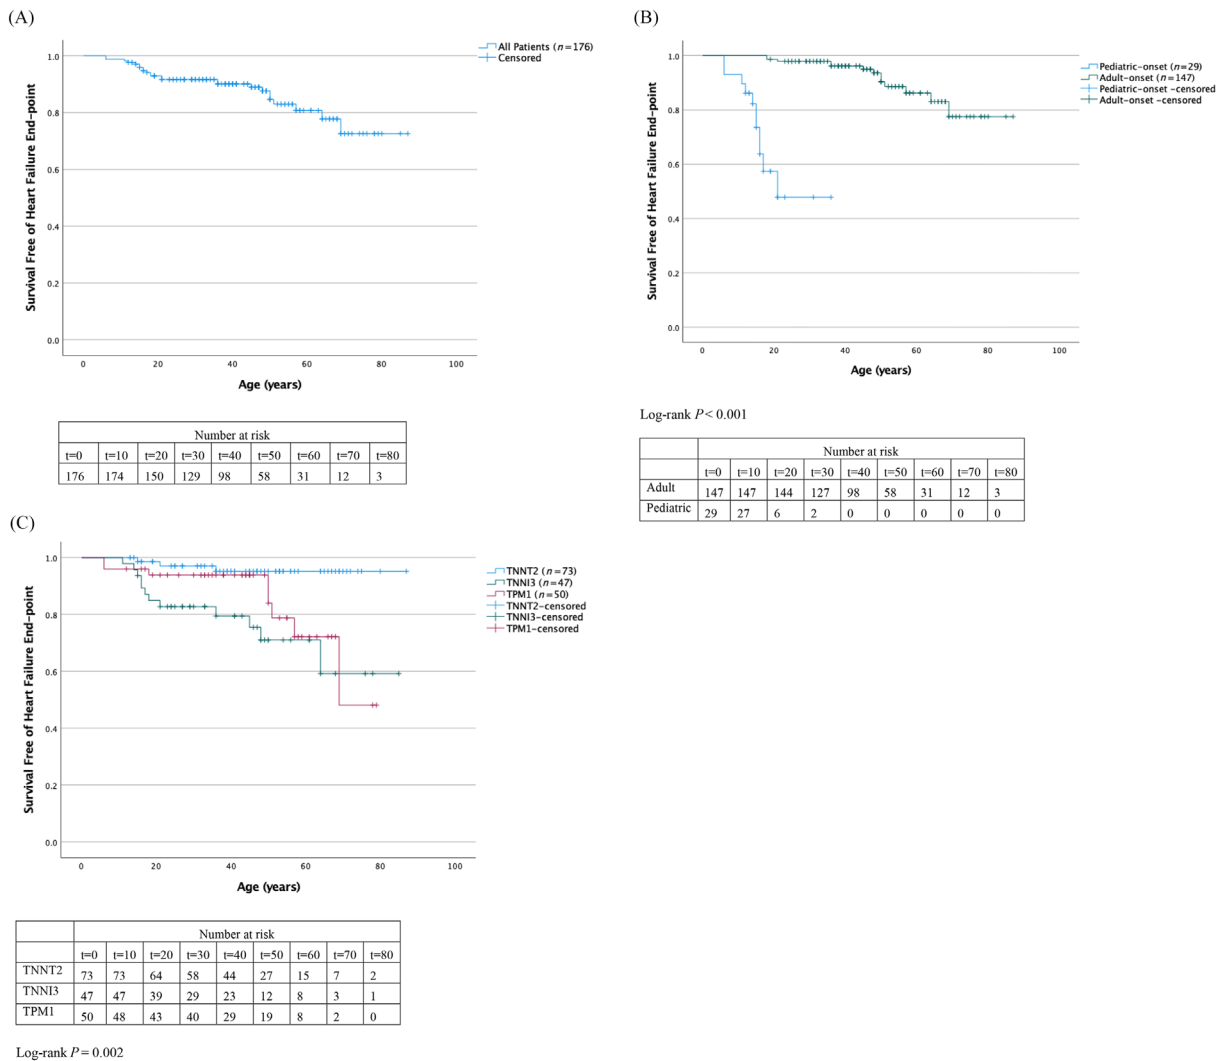 (A)
Survival Free of Heart Failure End-point
1.0
0.8
0.6
0.4
0.2
0.0
0 20 40 60 80 100
Age (years)
All Patients (n=176)
Censored
Number at risk
t=0 t=10 t=20 t=30 t=40 t=50 t=60 t=70 t=80
176 174 150 129 98 58 31 12 3
(B)
Survival Free of Heart Failure End-point
1.0
0.8
0.6
0.4
0.2
0.0
0 20 40 60 80 100
Age (years)
Pediatric-onset (n=29)
Adult-onset (n=147)
Pediatric-onset -censored
Adult-onset -censored
Log-rank P < 0.001
Number at risk
t=0 t=10 t=20 t=30 t=40 t=50 t=60 t=70 t=80
Adult 147 147 144 127 98 58 31 12 3
Pediatric 29 27 6 2 0 0 0 0 0
(C)
Survival Free of Heart Failure End-point
1.0
0.8
0.6
0.4
0.2
0.0
0 20 40 60 80 100
Age (years)
TNNT2 (n=73)
TNNI3 (n=47)
TPM1 (n=50)
TNNT2-censored
TNNI3-censored
TPM1-censored
Number at risk
t=0 t=10 t=20 t=30 t=40 t=50 t=60 t=70 t=80
TNNT2 73 73 64 58 44 27 15 7 2
TNNI3 47 47 39 29 23 12 8 3 1
TPM1 50 48 43 40 29 19 8 2 0
Log-rank P = 0.002